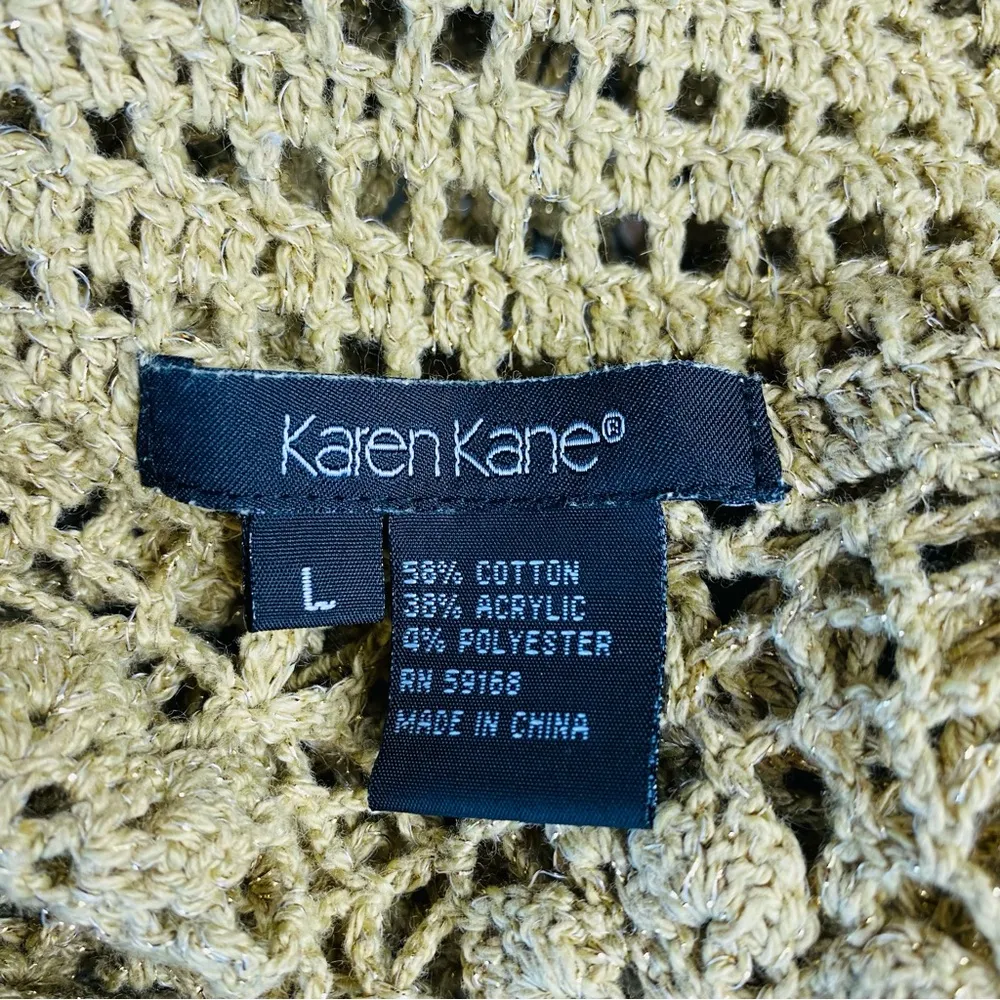 Karen Kane®
L
58% COTTON
38% ACRYLIC
4% POLYESTER
RN 59168
MADE IN CHINA